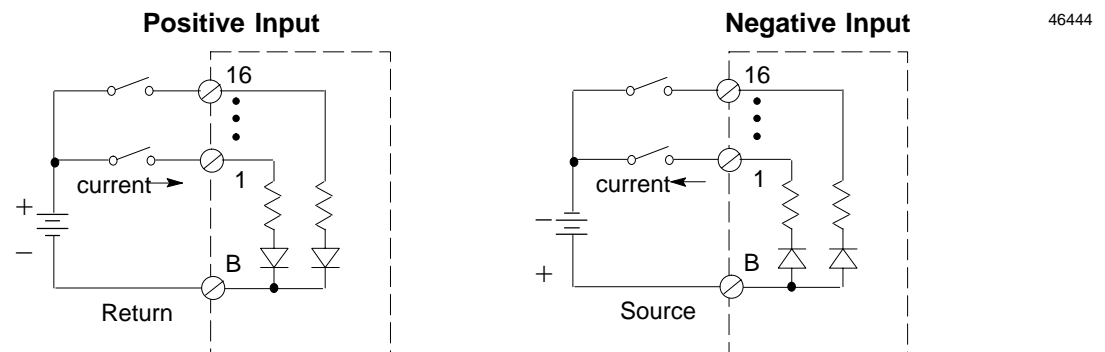 Positive Input
Negative Input
46444
16
1
current
+
−
B
Return
16
1
current
−
+
B
Source